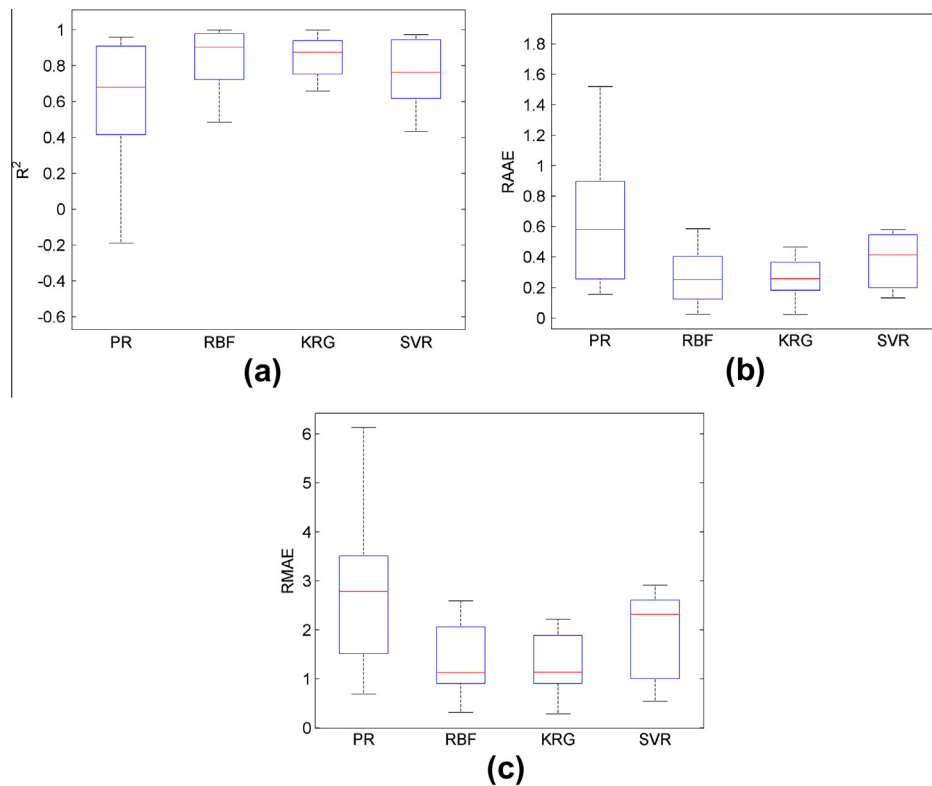 1
0.8
0.6
0.4
0.2
0
-0.2
-0.4
-0.6
R²
PR RBF KRG SVR
(a)
1.8
1.6
1.4
1.2
1
0.8
0.6
0.4
0.2
0
RAAE
PR RBF KRG SVR
(b)
6
5
4
3
2
1
0
RMAE
PR RBF KRG SVR
(c)